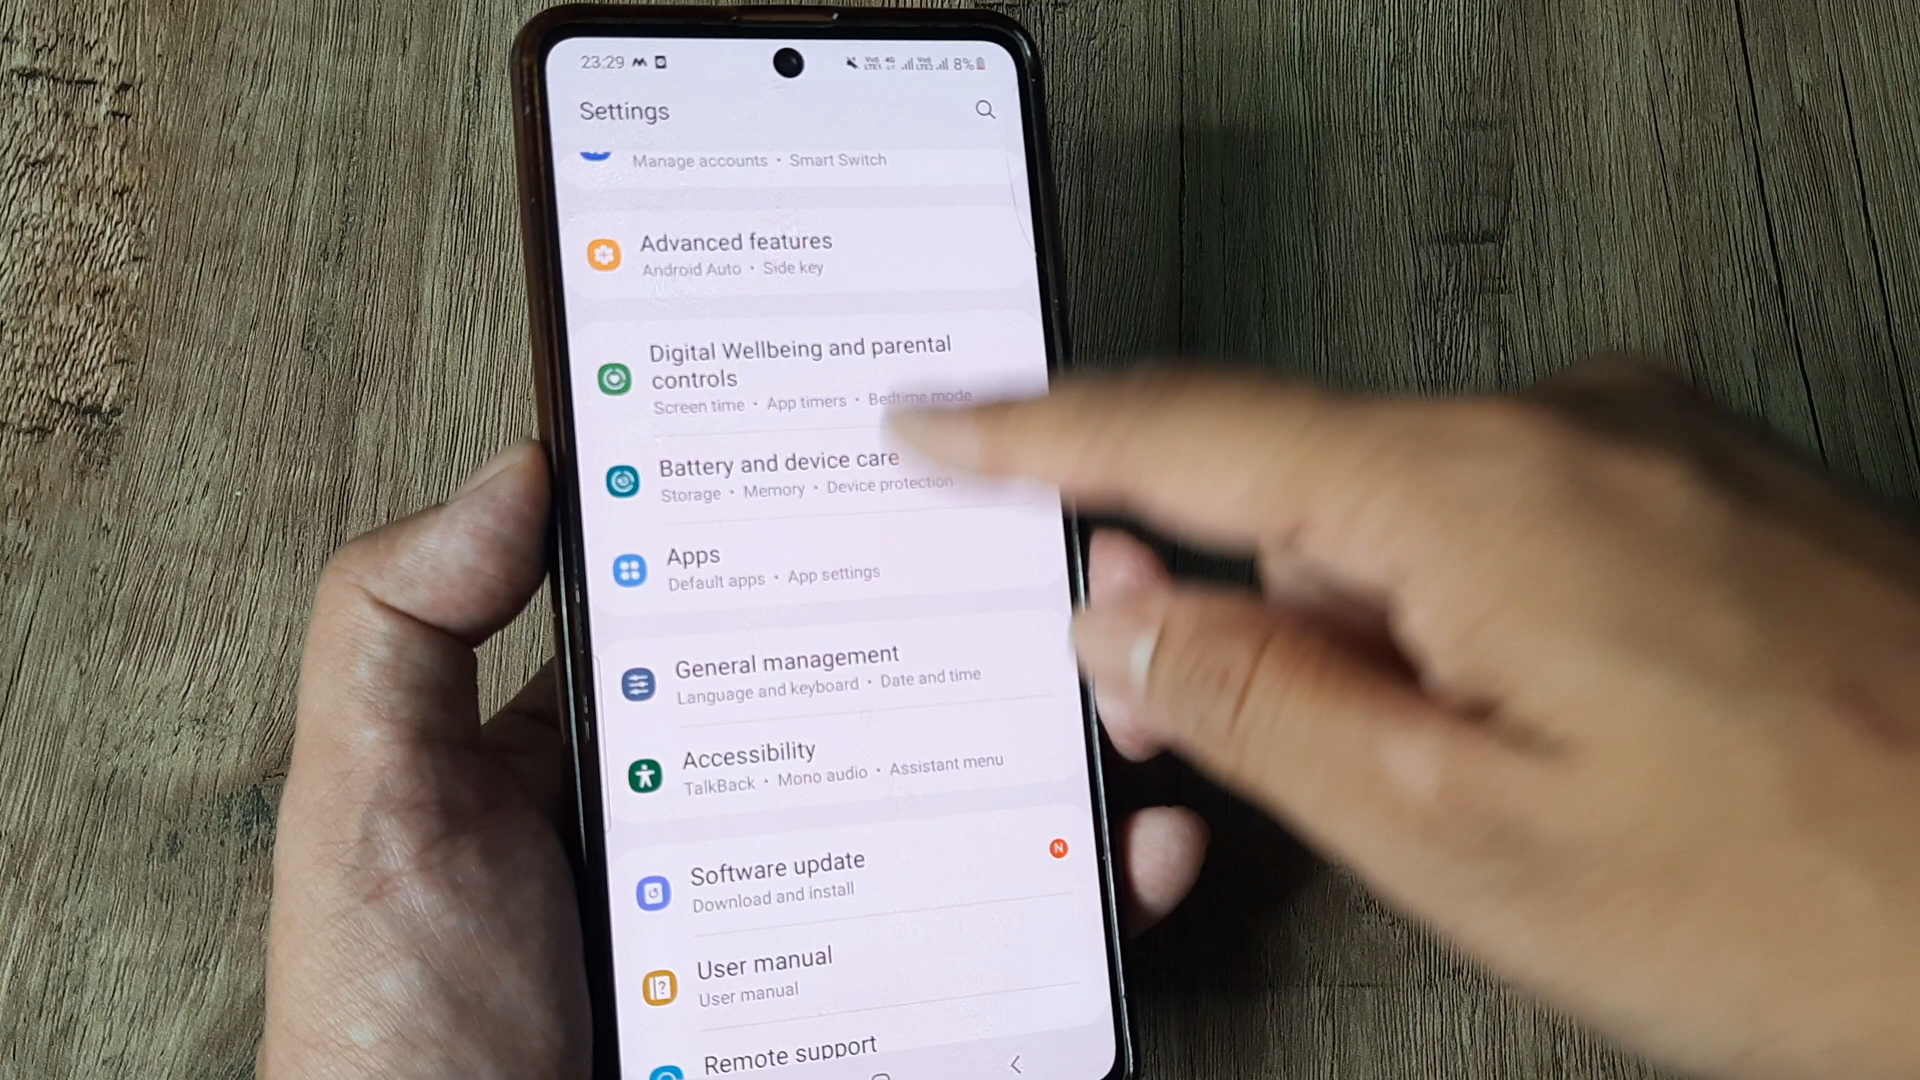 23:29 8%
Settings
Manage accounts • Smart Switch
Advanced features
Android Auto • Side key
Digital Wellbeing and parental
controls
Screen time • App timers • Bedtime mode
Battery and device care
Storage • Memory • Device protection
Apps
Default apps • App settings
General management
Language and keyboard • Date and time
Accessibility
TalkBack • Mono audio • Assistant menu
Software update
N
Download and install
User manual
User manual
Remote support